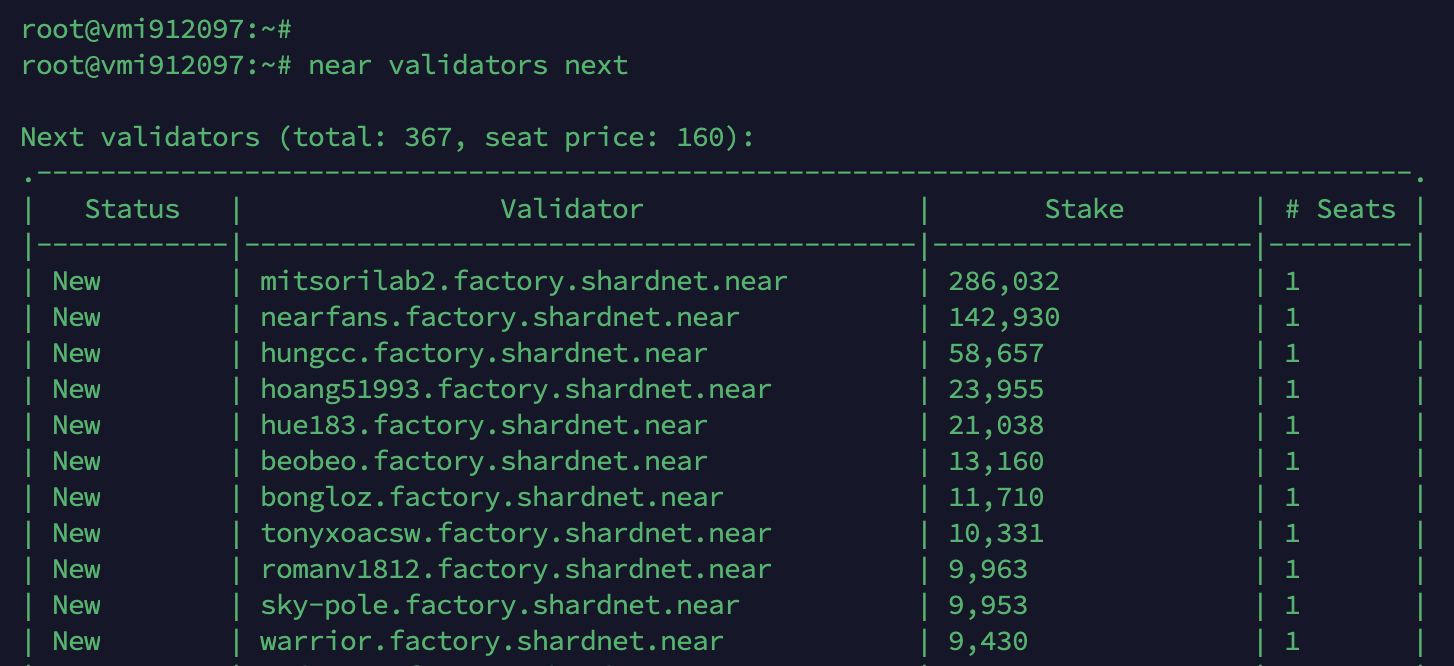 root@vmi912097:~#
root@vmi912097:~# near validators next
Next validators (total: 367, seat price: 160):
.--------------------------------------------------------------------------------------.
|   Status   |                Validator                 |       Stake        | # Seats |
|------------|------------------------------------------|--------------------|---------|
| New        | mitsorilab2.factory.shardnet.near        | 286,032            | 1       |
| New        | nearfans.factory.shardnet.near           | 142,930            | 1       |
| New        | hungcc.factory.shardnet.near             | 58,657             | 1       |
| New        | hoang51993.factory.shardnet.near         | 23,955             | 1       |
| New        | hue183.factory.shardnet.near             | 21,038             | 1       |
| New        | beobeo.factory.shardnet.near             | 13,160             | 1       |
| New        | bongloz.factory.shardnet.near            | 11,710             | 1       |
| New        | tonyxoacsw.factory.shardnet.near         | 10,331             | 1       |
| New        | romanv1812.factory.shardnet.near         | 9,963              | 1       |
| New        | sky-pole.factory.shardnet.near           | 9,953              | 1       |
| New        | warrior.factory.shardnet.near            | 9,430              | 1       |